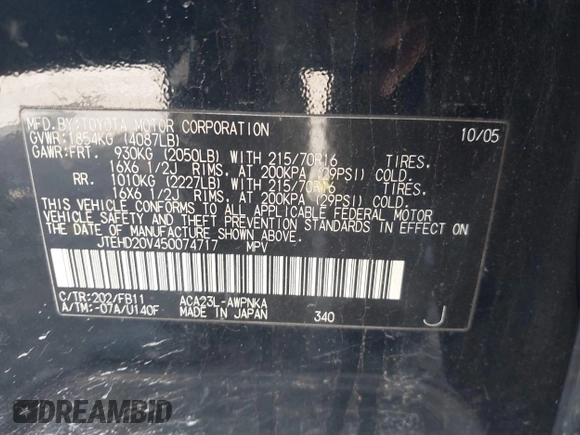 MFD.BY:TOYOTA MOTOR CORPORATION 10/05
GVWR:1854KG (4087LB)
GAWR:FRT. 930KG (2050LB) WITH 215/70R16 TIRES.
16X6 1/2J RIMS. AT 200KPA (29PSI) COLD.
RR. 1010KG (2227LB) WITH 215/70R16 TIRES.
16X6 1/2J RIMS. AT 200KPA (29PSI) COLD.
THIS VEHICLE CONFORMS TO ALL APPLICABLE FEDERAL MOTOR
VEHICLE SAFETY AND THEFT PREVENTION STANDARDS IN EFFECT ON
THE DATE OF MANUFACTURE SHOWN ABOVE.
JTEHD20V450074717 MPV
C/TR:202/FB11 ACA23L-AWPNKA
A/TM:-07A/U140F MADE IN JAPAN 340 J
DREAMBID